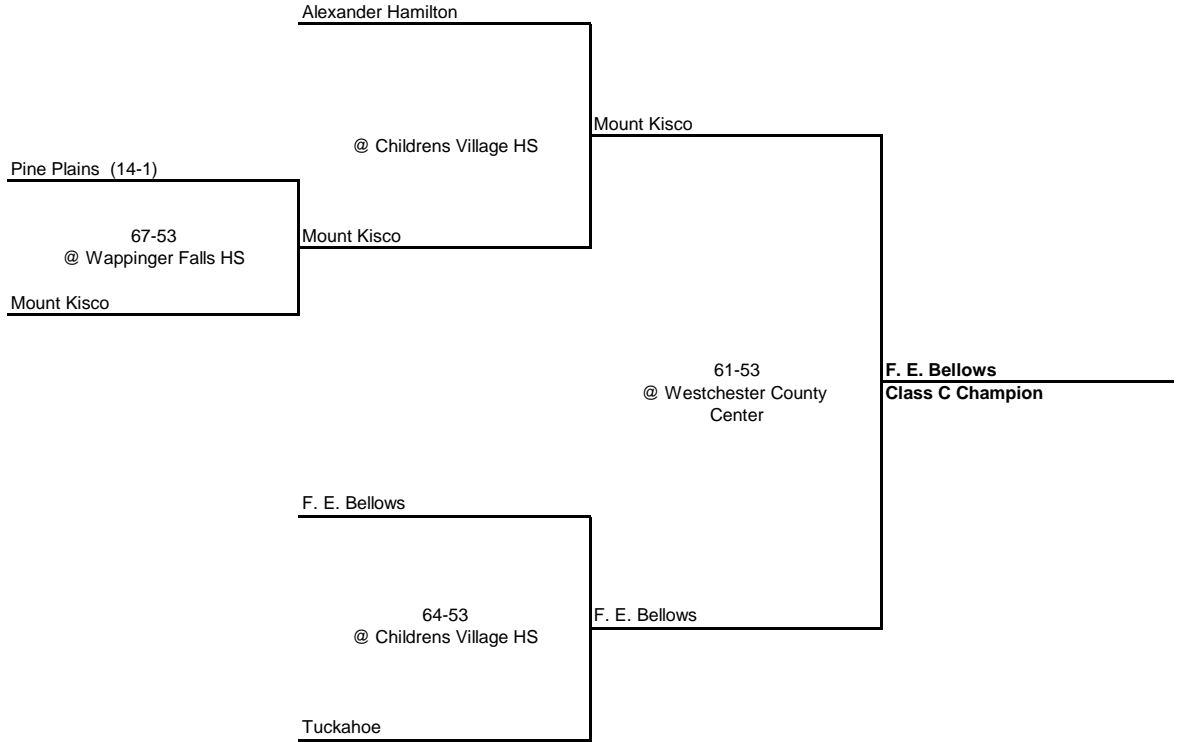 Alexander Hamilton
Mount Kisco
@ Childrens Village HS
Pine Plains (14-1)
67-53
@ Wappinger Falls HS
Mount Kisco
Mount Kisco
61-53
@ Westchester County
Center
F. E. Bellows
Class C Champion
F. E. Bellows
64-53
@ Childrens Village HS
F. E. Bellows
Tuckahoe